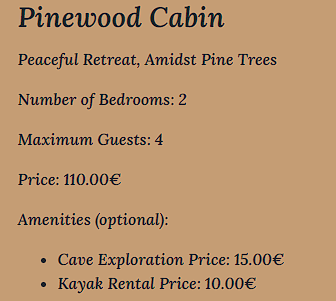 Pinewood Cabin
Peaceful Retreat, Amidst Pine Trees
Number of Bedrooms: 2
Maximum Guests: 4
Price: 110.00€
Amenities (optional):
• Cave Exploration Price: 15.00€
• Kayak Rental Price: 10.00€